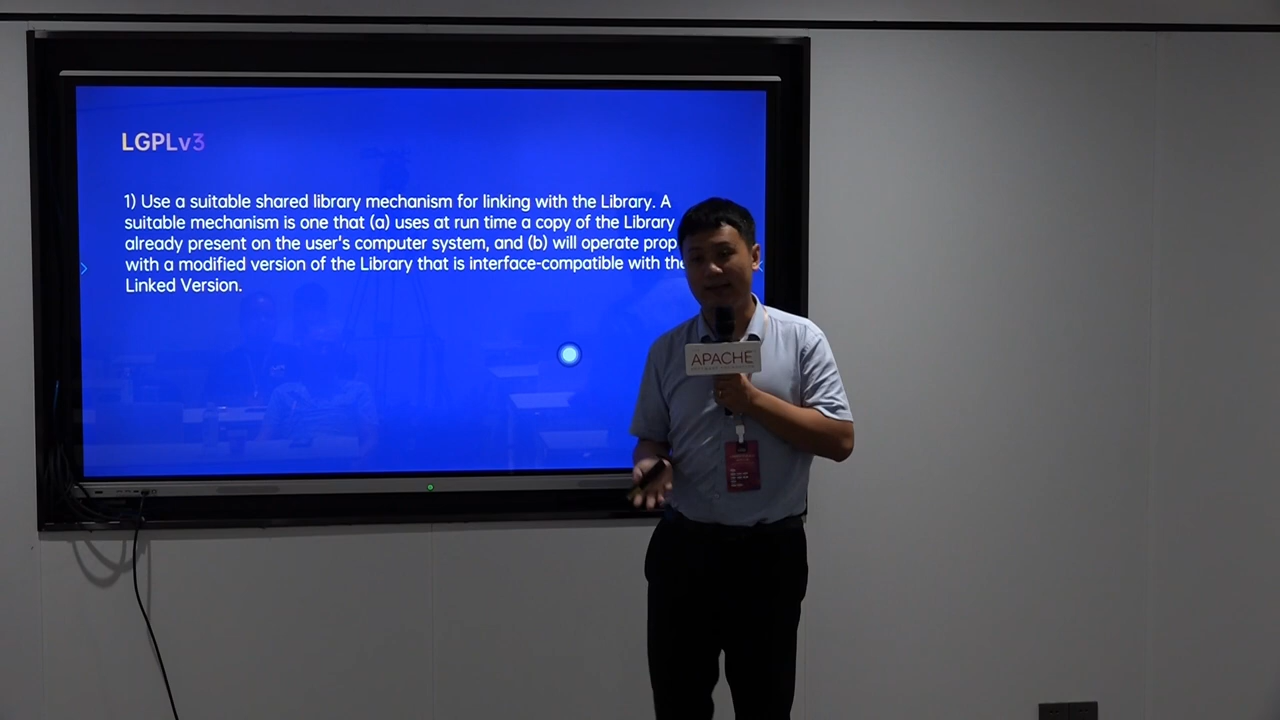 LGPLv3
1) Use a suitable shared library mechanism for linking with the Library. A
suitable mechanism is one that (a) uses at run time a copy of the Library
already present on the user's computer system, and (b) will operate prop
with a modified version of the Library that is interface-compatible with the
Linked Version.
APACHE